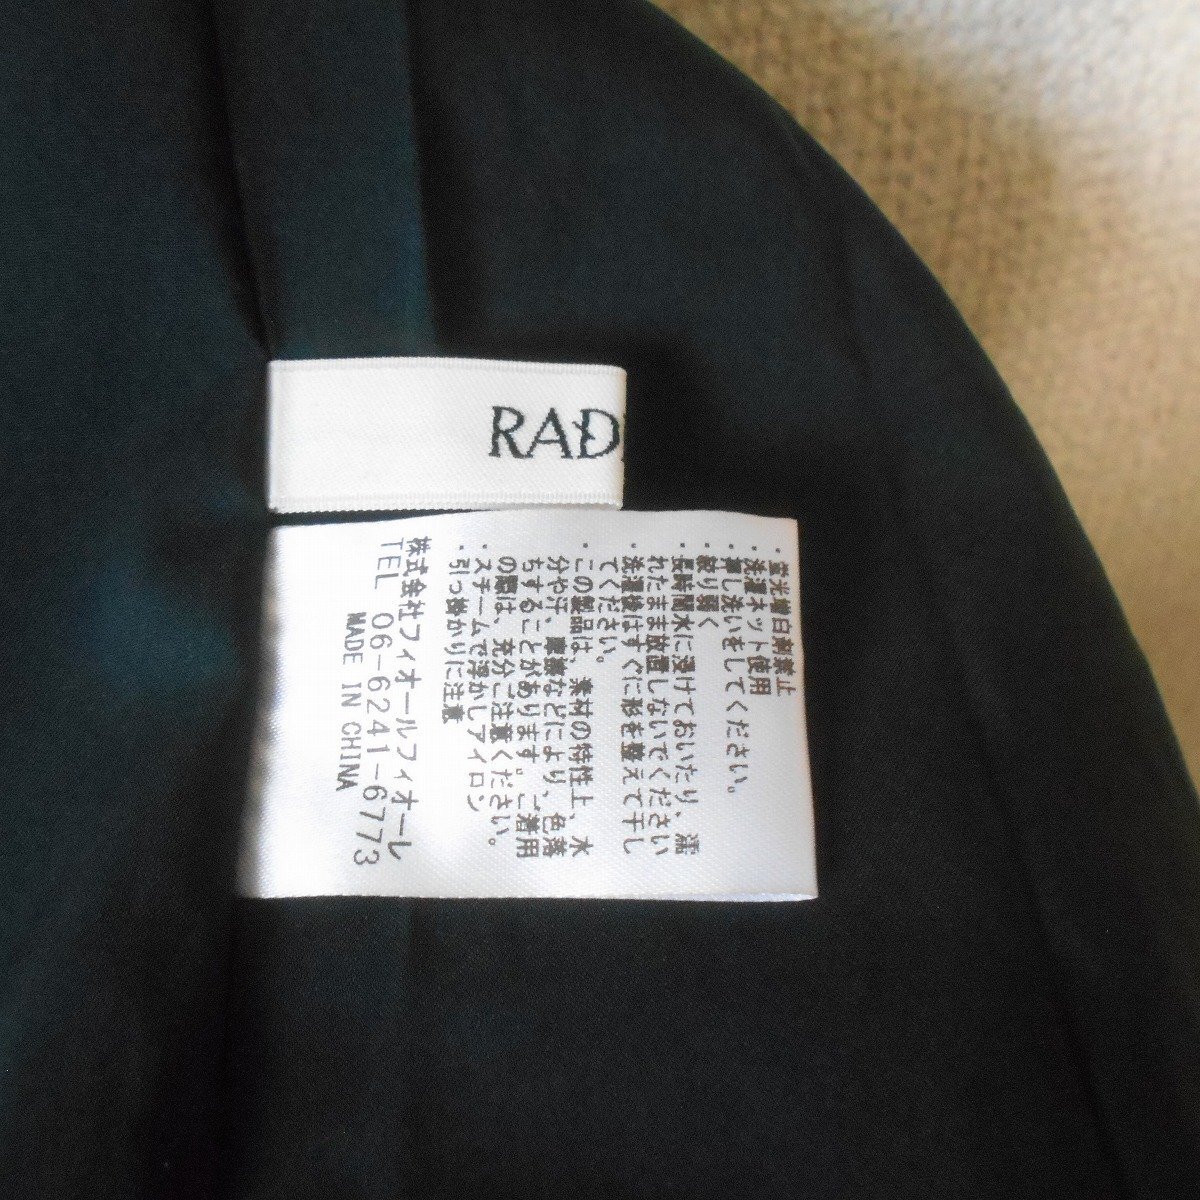 RAD
・蛍光増白剤禁止
洗濯ネット使用
・押し洗いをしてください。
・絞り弱く
・長時間水に浸けておいたり、濡
れたまま放置しないでください
・洗濯後はすぐに形を整えて干し
てください。
・この製品は、素材の特性上、水
分や汗、摩擦などにより、色落
ちすることがあります。ご着用
の際は、充分ご注意ください。
・スチームで浮かしアイロン
・引っ掛かりに注意
株式会社フィオールフィオーレ
TEL 06-6241-6773
MADE IN CHINA